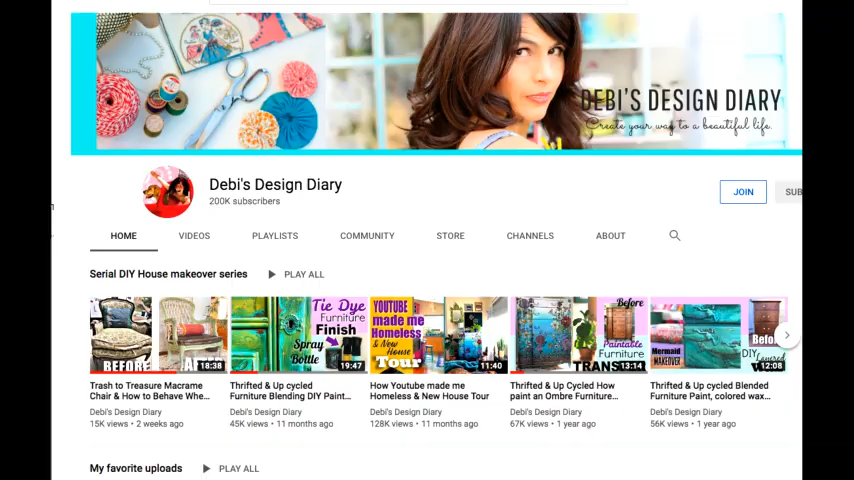 DEBI'S DESIGN DIARY
Create your way to a beautiful life.
Debi's Design Diary
200K subscribers
JOIN
SUB
HOME VIDEOS PLAYLISTS COMMUNITY STORE CHANNELS ABOUT
Serial DIY House makeover series PLAY ALL
BEFORE AFTER 18:38
Tie Dye
Furniture
Finish
Spray
Bottle
19:47
YOUTUBE
made me
Homeless
& New
House
Tour
11:40
Before
Paintable
Furniture
TRANS
13:14
Mermaid
MAKEOVER
Befo
DIY Layered
12:08
Trash to Treasure Macrame
Chair & How to Behave Whe...
Debi's Design Diary
15K views • 2 weeks ago
Thrifted & Up cycled
Furniture Blending DIY Paint...
Debi's Design Diary
45K views • 11 months ago
How Youtube made me
Homeless & New House Tour
Debi's Design Diary
128K views • 11 months ago
Thrifted & Up Cycled How
paint an Ombre Furniture...
Debi's Design Diary
67K views • 1 year ago
Thrifted & Up cycled Blended
Furniture Paint, colored wax...
Debi's Design Diary
56K views • 1 year ago
My favorite uploads PLAY ALL